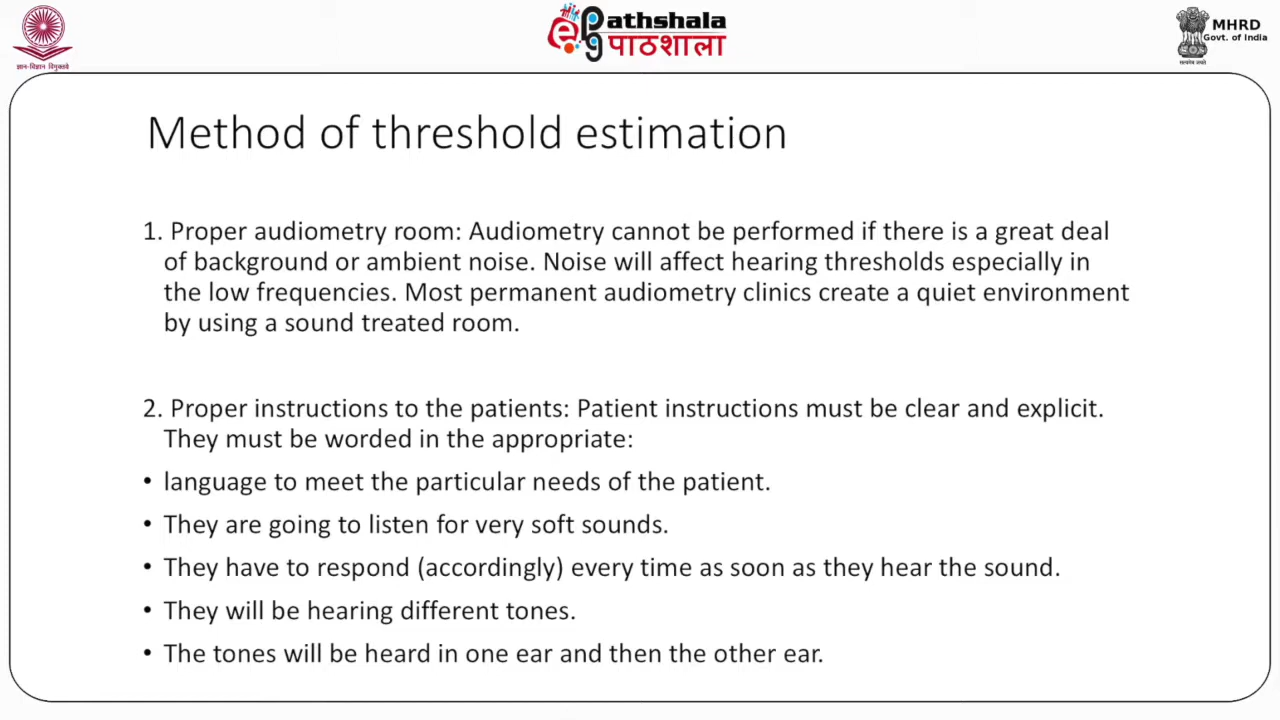 ज्ञान-विज्ञान विमुक्तये
ePathshala
पाठशाला
MHRD
Govt. of India
सत्यमेव जयते
Method of threshold estimation
1. Proper audiometry room: Audiometry cannot be performed if there is a great deal
of background or ambient noise. Noise will affect hearing thresholds especially in
the low frequencies. Most permanent audiometry clinics create a quiet environment
by using a sound treated room.
2. Proper instructions to the patients: Patient instructions must be clear and explicit.
They must be worded in the appropriate:
• language to meet the particular needs of the patient.
• They are going to listen for very soft sounds.
• They have to respond (accordingly) every time as soon as they hear the sound.
• They will be hearing different tones.
• The tones will be heard in one ear and then the other ear.